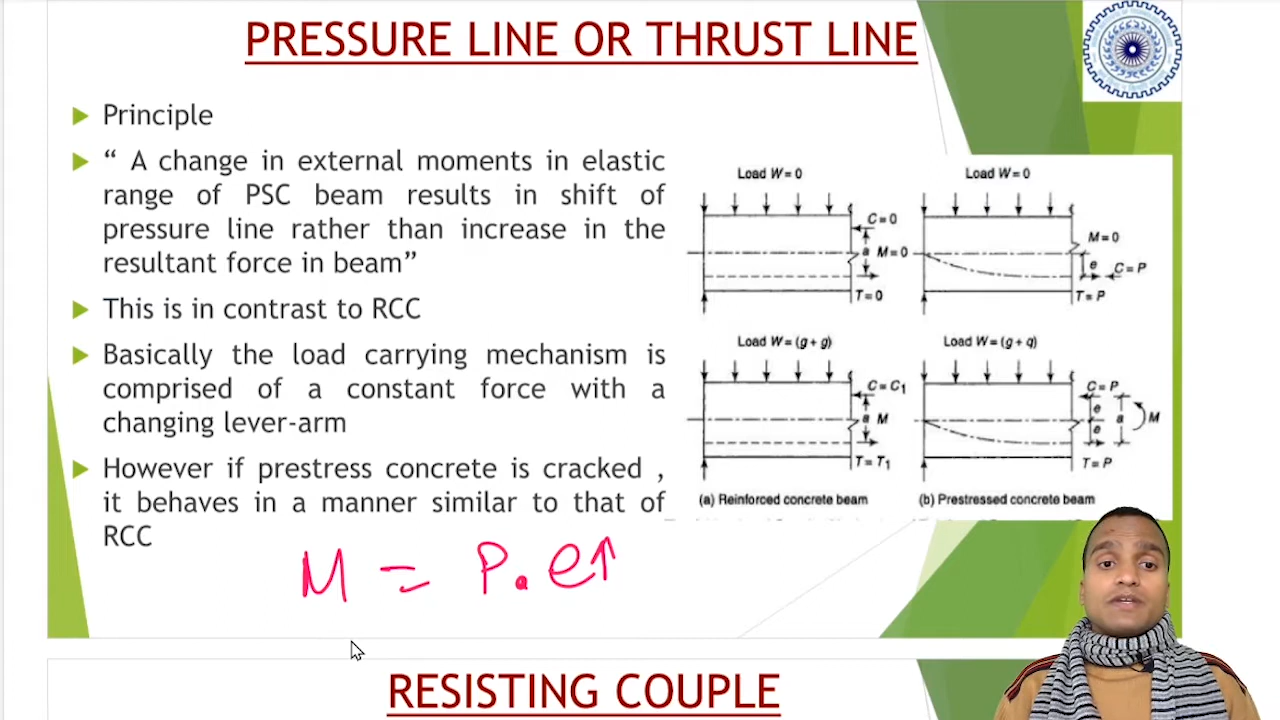 PRESSURE LINE OR THRUST LINE
Principle
“ A change in external moments in elastic
range of PSC beam results in shift of
pressure line rather than increase in the
resultant force in beam”
This is in contrast to RCC
Basically the load carrying mechanism is
comprised of a constant force with a
changing lever-arm
However if prestress concrete is cracked ,
it behaves in a manner similar to that of
RCC
M = P.e↑
Load W=0
C=0
a M=0
T=0
Load W=0
M=0
e C=P
T=P
Load W=(g+g)
C=C1
a M
T=T1
(a) Reinforced concrete beam
Load W=(g+q)
C=P
e
e
a
M
T=P
(b) Prestressed concrete beam
RESISTING COUPLE